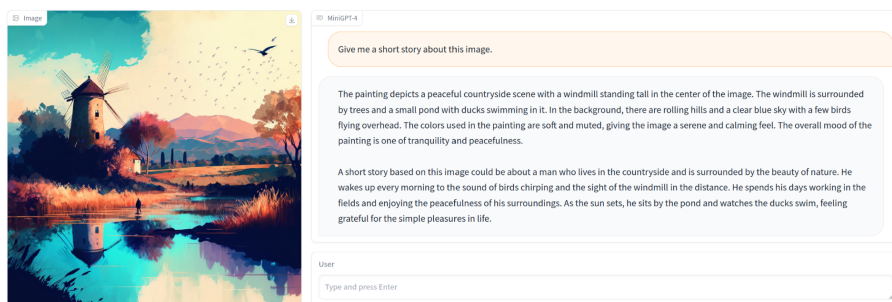 Image
MiniGPT-4
Give me a short story about this image.
The painting depicts a peaceful countryside scene with a windmill standing tall in the center of the image. The windmill is surrounded
by trees and a small pond with ducks swimming in it. In the background, there are rolling hills and a clear blue sky with a few birds
flying overhead. The colors used in the painting are soft and muted, giving the image a serene and calming feel. The overall mood of the
painting is one of tranquility and peacefulness.
A short story based on this image could be about a man who lives in the countryside and is surrounded by the beauty of nature. He
wakes up every morning to the sound of birds chirping and the sight of the windmill in the distance. He spends his days working in the
fields and enjoying the peacefulness of his surroundings. As the sun sets, he sits by the pond and watches the ducks swim, feeling
grateful for the simple pleasures in life.
User
Type and press Enter